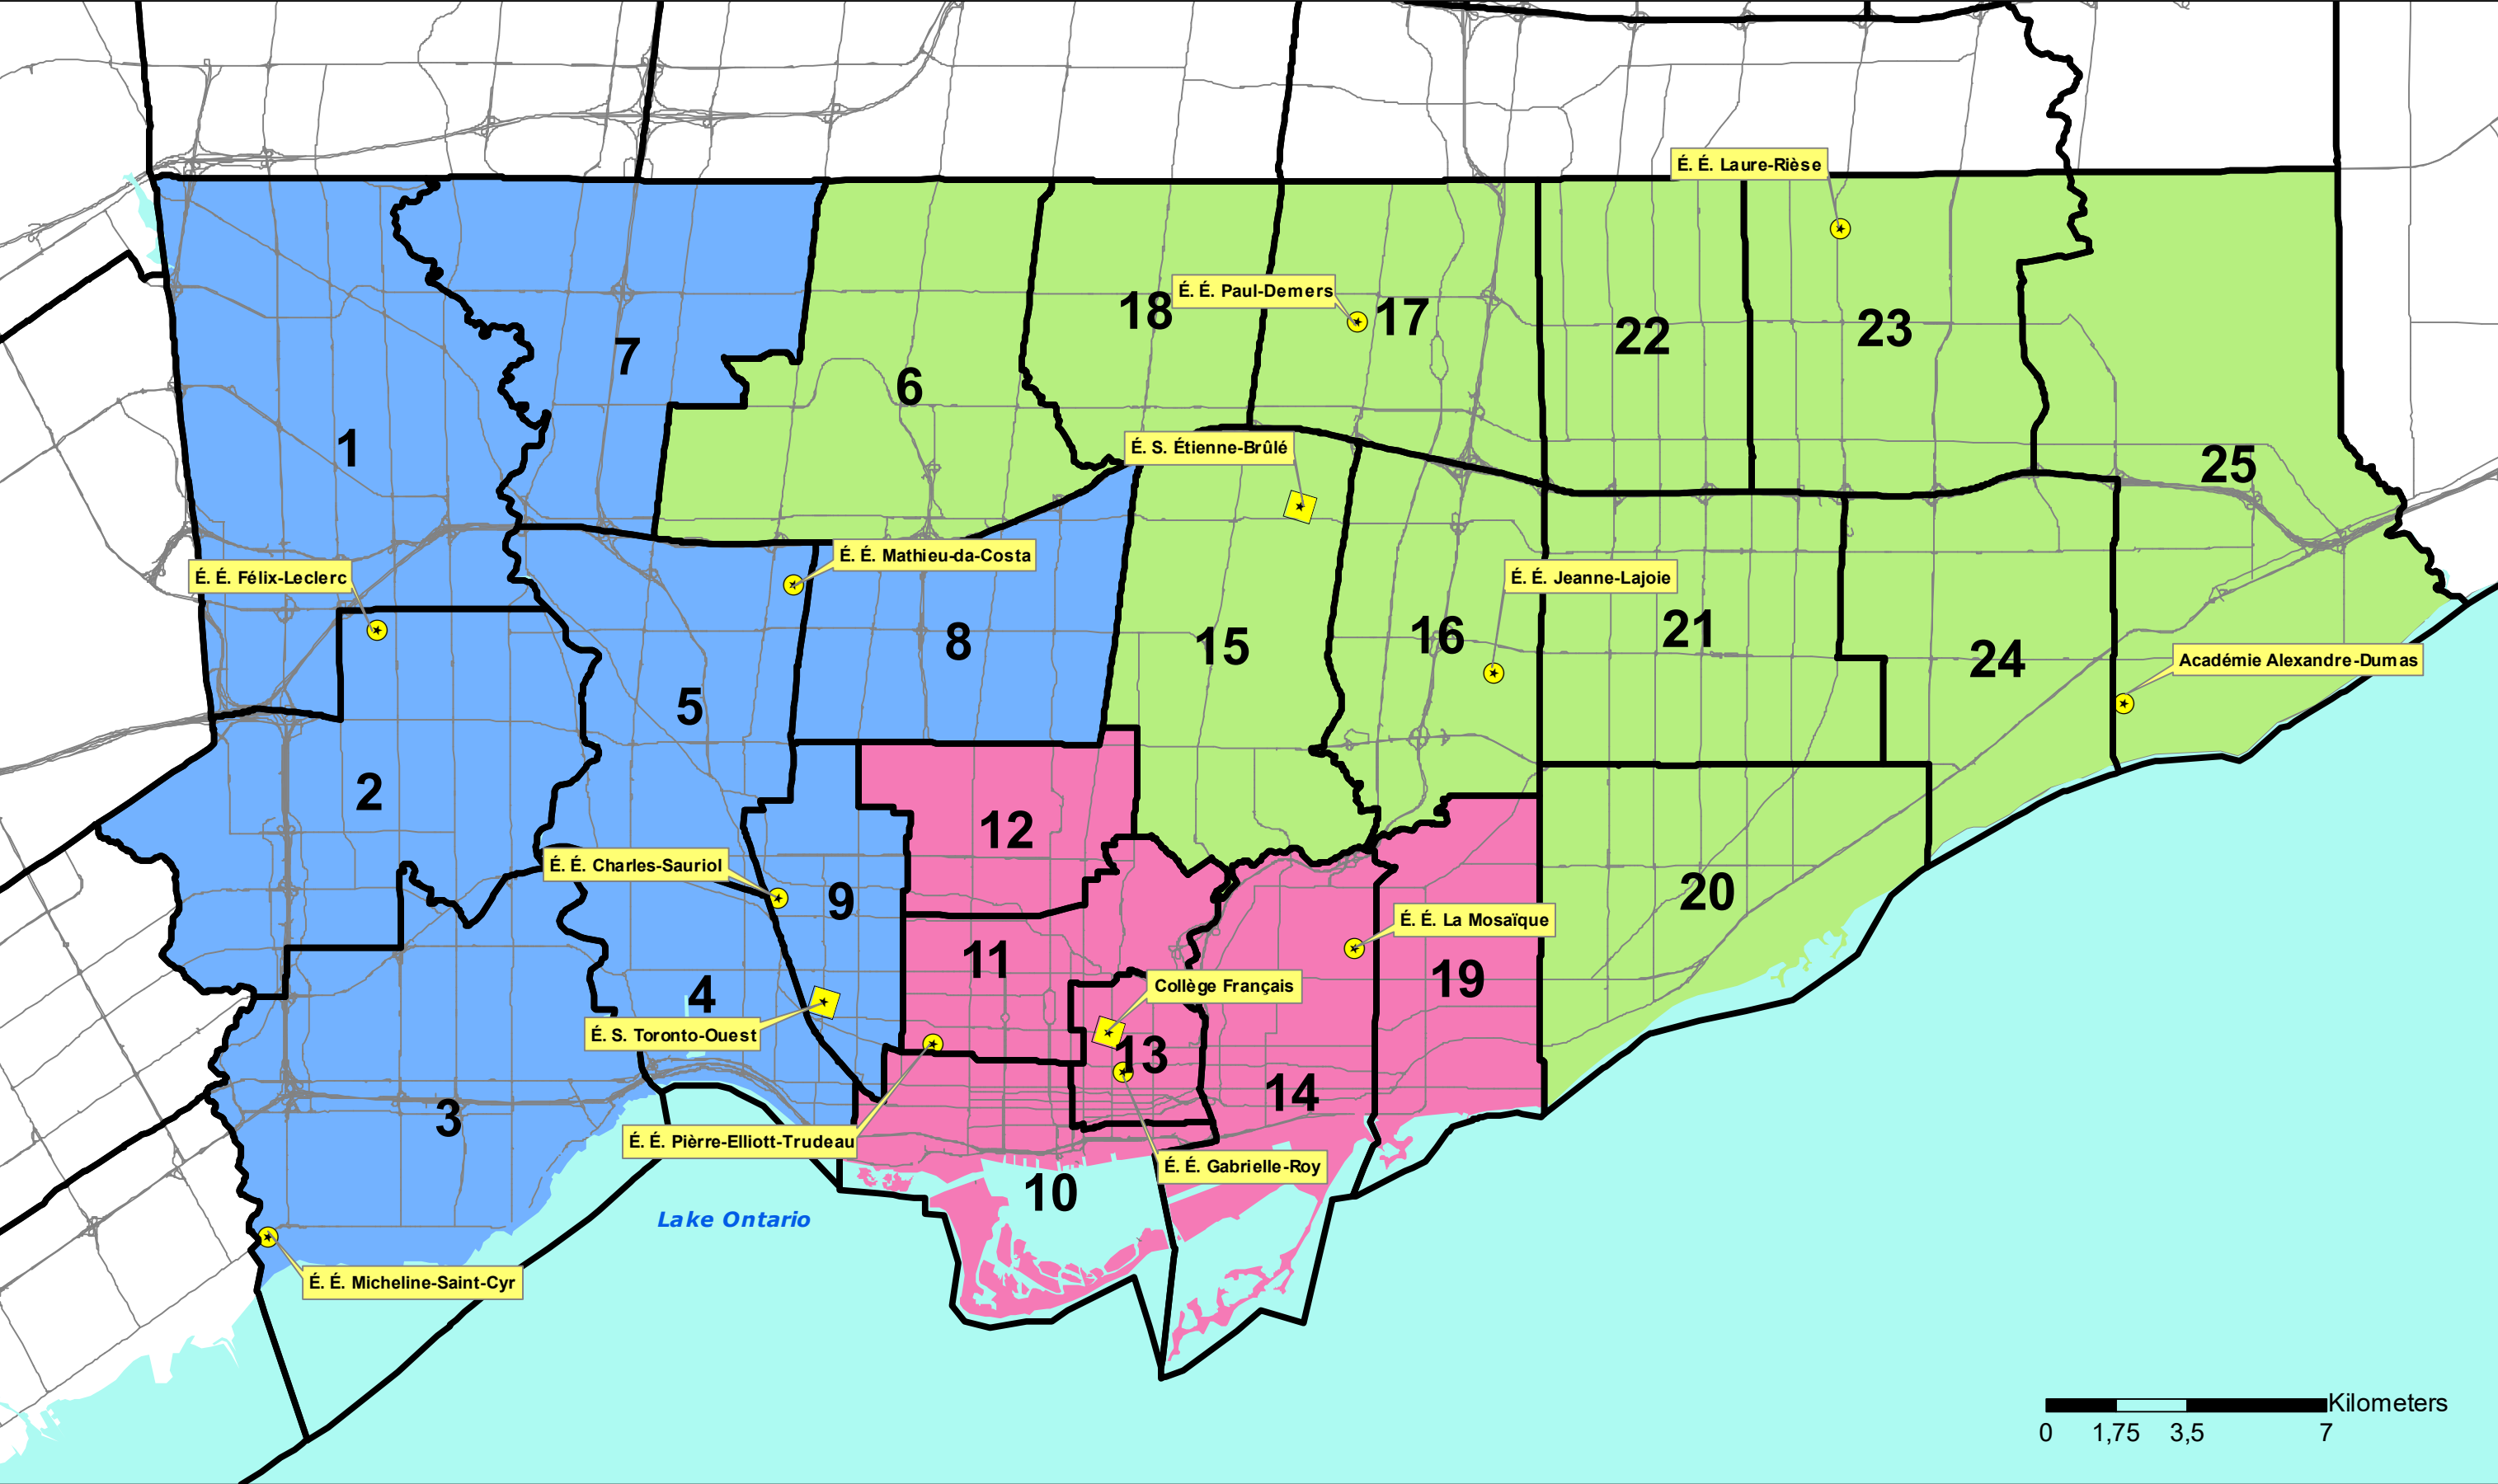 É. É. Laure-Rièse
É. É. Paul-Demers
18
17
22
23
7
6
É. S. Étienne-Brûlé
1
25
É. É. Mathieu-da-Costa
É. É. Félix-Leclerc
É. É. Jeanne-Lajoie
8
15
16
21
24
Académie Alexandre-Dumas
5
2
12
É. É. Charles-Sauriol
9
20
É. É. La Mosaïque
11
19
Collège Français
4
É. S. Toronto-Ouest
13
14
3
É. É. Pièrre-Elliott-Trudeau
É. É. Gabrielle-Roy
10
Lake Ontario
É. É. Micheline-Saint-Cyr
Kilometers
0 1,75 3,5 7